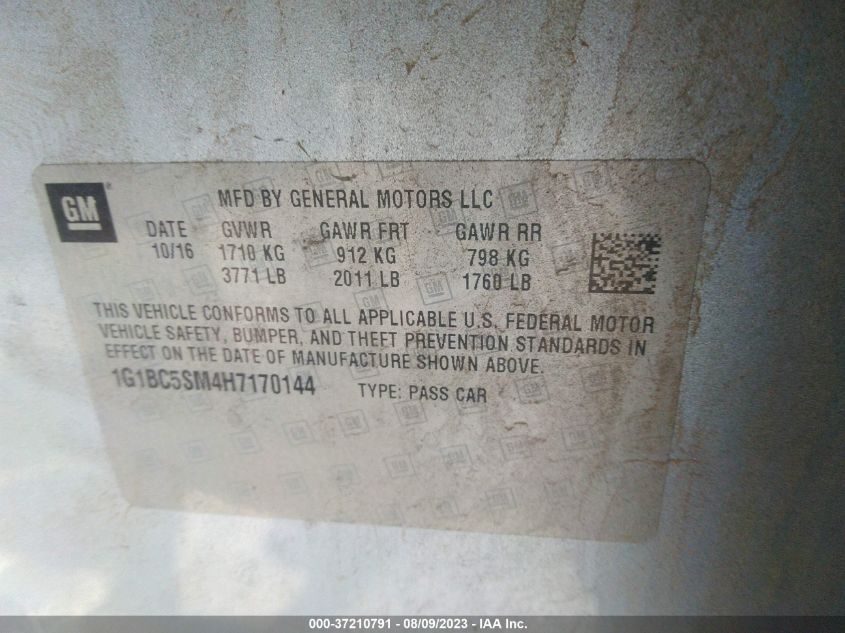 GM ® MFD BY GENERAL MOTORS LLC
DATE GVWR GAWR FRT GAWR RR
10/16 1710 KG 912 KG 798 KG
3771 LB 2011 LB 1760 LB
THIS VEHICLE CONFORMS TO ALL APPLICABLE U.S. FEDERAL MOTOR
VEHICLE SAFETY, BUMPER, AND THEFT PREVENTION STANDARDS IN
EFFECT ON THE DATE OF MANUFACTURE SHOWN ABOVE.
1G1BC5SM4H7170144 TYPE: PASS CAR
000-37210791 - 08/09/2023 - IAA Inc.